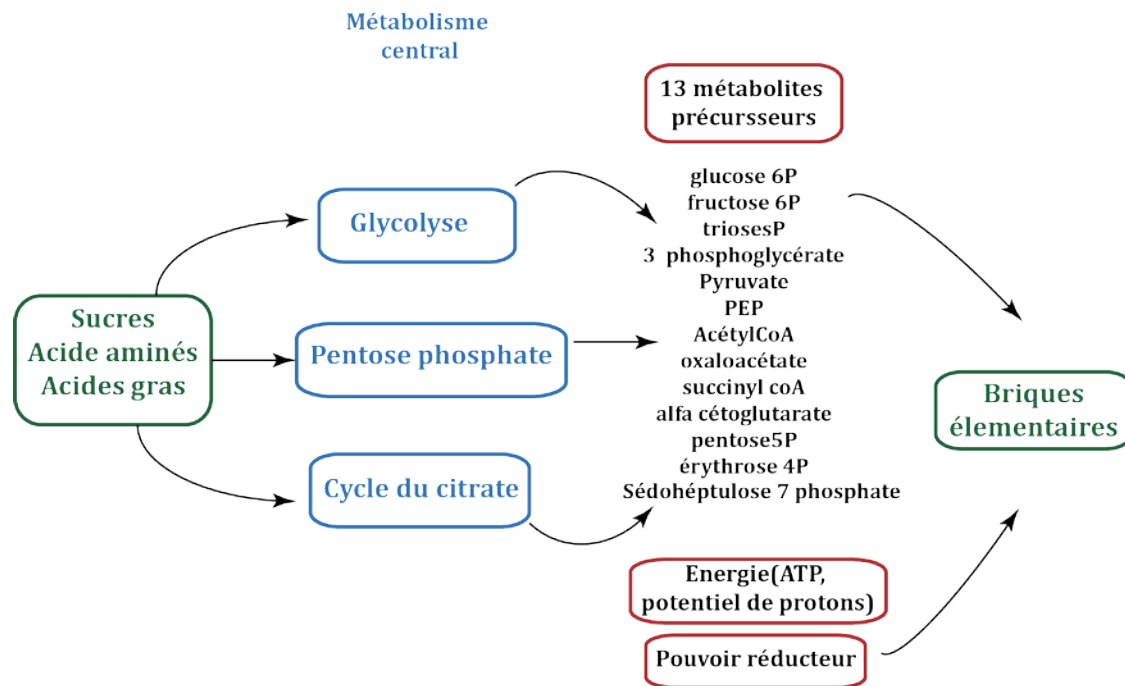 Métabolisme
central
13 métabolites
précursseurs
glucose 6P
fructose 6P
triosesP
3 phosphoglycérate
Pyruvate
PEP
AcétylCoA
oxaloacétate
succinyl coA
alfa cétoglutarate
pentose5P
érythrose 4P
Sédohéptulose 7 phosphate
Glycolyse
Pentose phosphate
Cycle du citrate
Sucres
Acide aminés
Acides gras
Briques
élementaires
Energie(ATP,
potentiel de protons)
Pouvoir réducteur